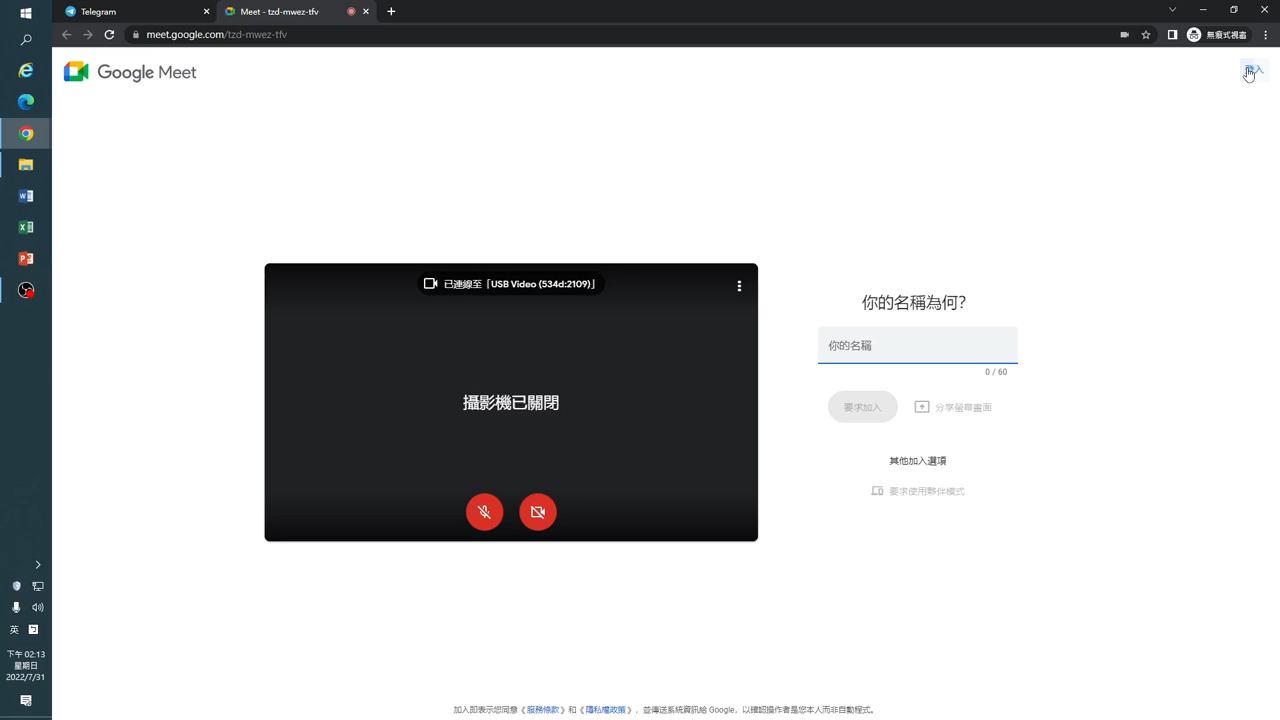 Telegram
Meet - tzd-mwez-tfv
meet.google.com/tzd-mwez-tfv
無痕式視窗
Google Meet
登入
已連線至「USB Video (534d:2109)」
攝影機已關閉
你的名稱為何?
你的名稱
0 / 60
要求加入
分享螢幕畫面
其他加入選項
要求使用夥伴模式
英
下午 02:13
星期日
2022/7/31
加入即表示您同意《服務條款》和《隱私權政策》，並傳送系統資訊給 Google，以確認操作者是您本人而非自動程式。